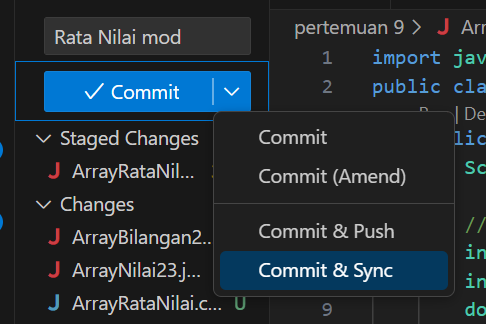 Rata Nilai mod
Commit
Staged Changes
ArrayRataNil...
Changes
ArrayBilangan2...
ArrayNilai23.j...
ArrayRataNilai.c... U
Commit
Commit (Amend)
Commit & Push
Commit & Sync
pertemuan 9 > J Ar
1 import jav
2 public cla
| De
lic
Sc
//
in
in
9 do